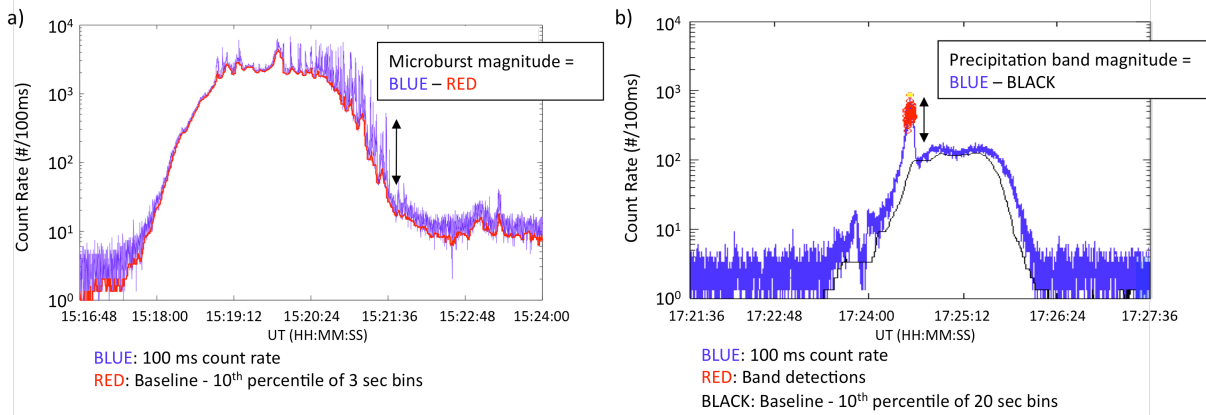 a)
Count Rate (#/100ms)
10⁴
10³
10²
10¹
10⁰
Microburst magnitude =
BLUE – RED
15:16:48 15:18:00 15:19:12 15:20:24 15:21:36 15:22:48 15:24:00
UT (HH:MM:SS)
BLUE: 100 ms count rate
RED: Baseline - 10th percentile of 3 sec bins
b)
Count Rate (#/100ms)
10⁴
10³
10²
10¹
10⁰
Precipitation band magnitude =
BLUE – BLACK
17:21:36 17:22:48 17:24:00 17:25:12 17:26:24 17:27:36
UT (HH:MM:SS)
BLUE: 100 ms count rate
RED: Band detections
BLACK: Baseline - 10th percentile of 20 sec bins